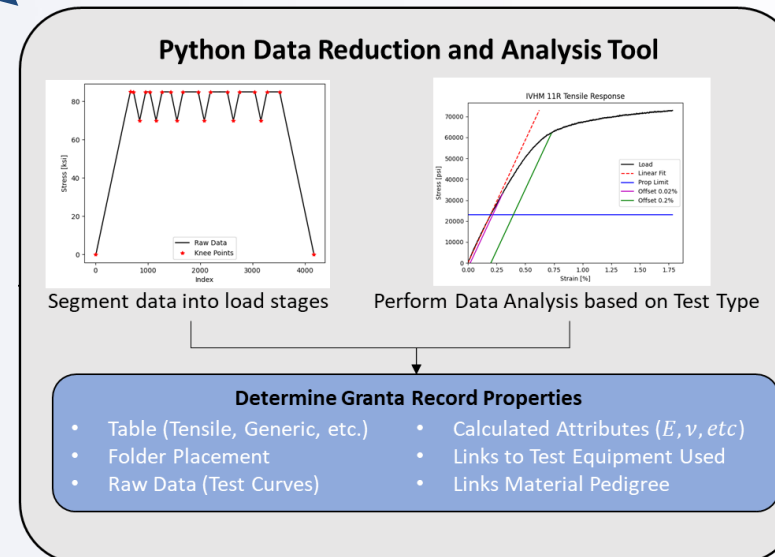 Python Data Reduction and Analysis Tool
80
60
40
20
0
Stress [ksi]
Raw Data
Knee Points
0 1000 2000 3000 4000
Index
IVHM 11R Tensile Response
70000
60000
50000
40000
30000
20000
10000
0
Stress [psi]
Load
Linear Fit
Prop Limit
Offset 0.02%
Offset 0.2%
0.00 0.25 0.50 0.75 1.00 1.25 1.50 1.75
Strain [%]
Segment data into load stages
Perform Data Analysis based on Test Type
Determine Granta Record Properties
• Table (Tensile, Generic, etc.)
• Folder Placement
• Raw Data (Test Curves)
• Calculated Attributes (E, ν, etc)
• Links to Test Equipment Used
• Links Material Pedigree